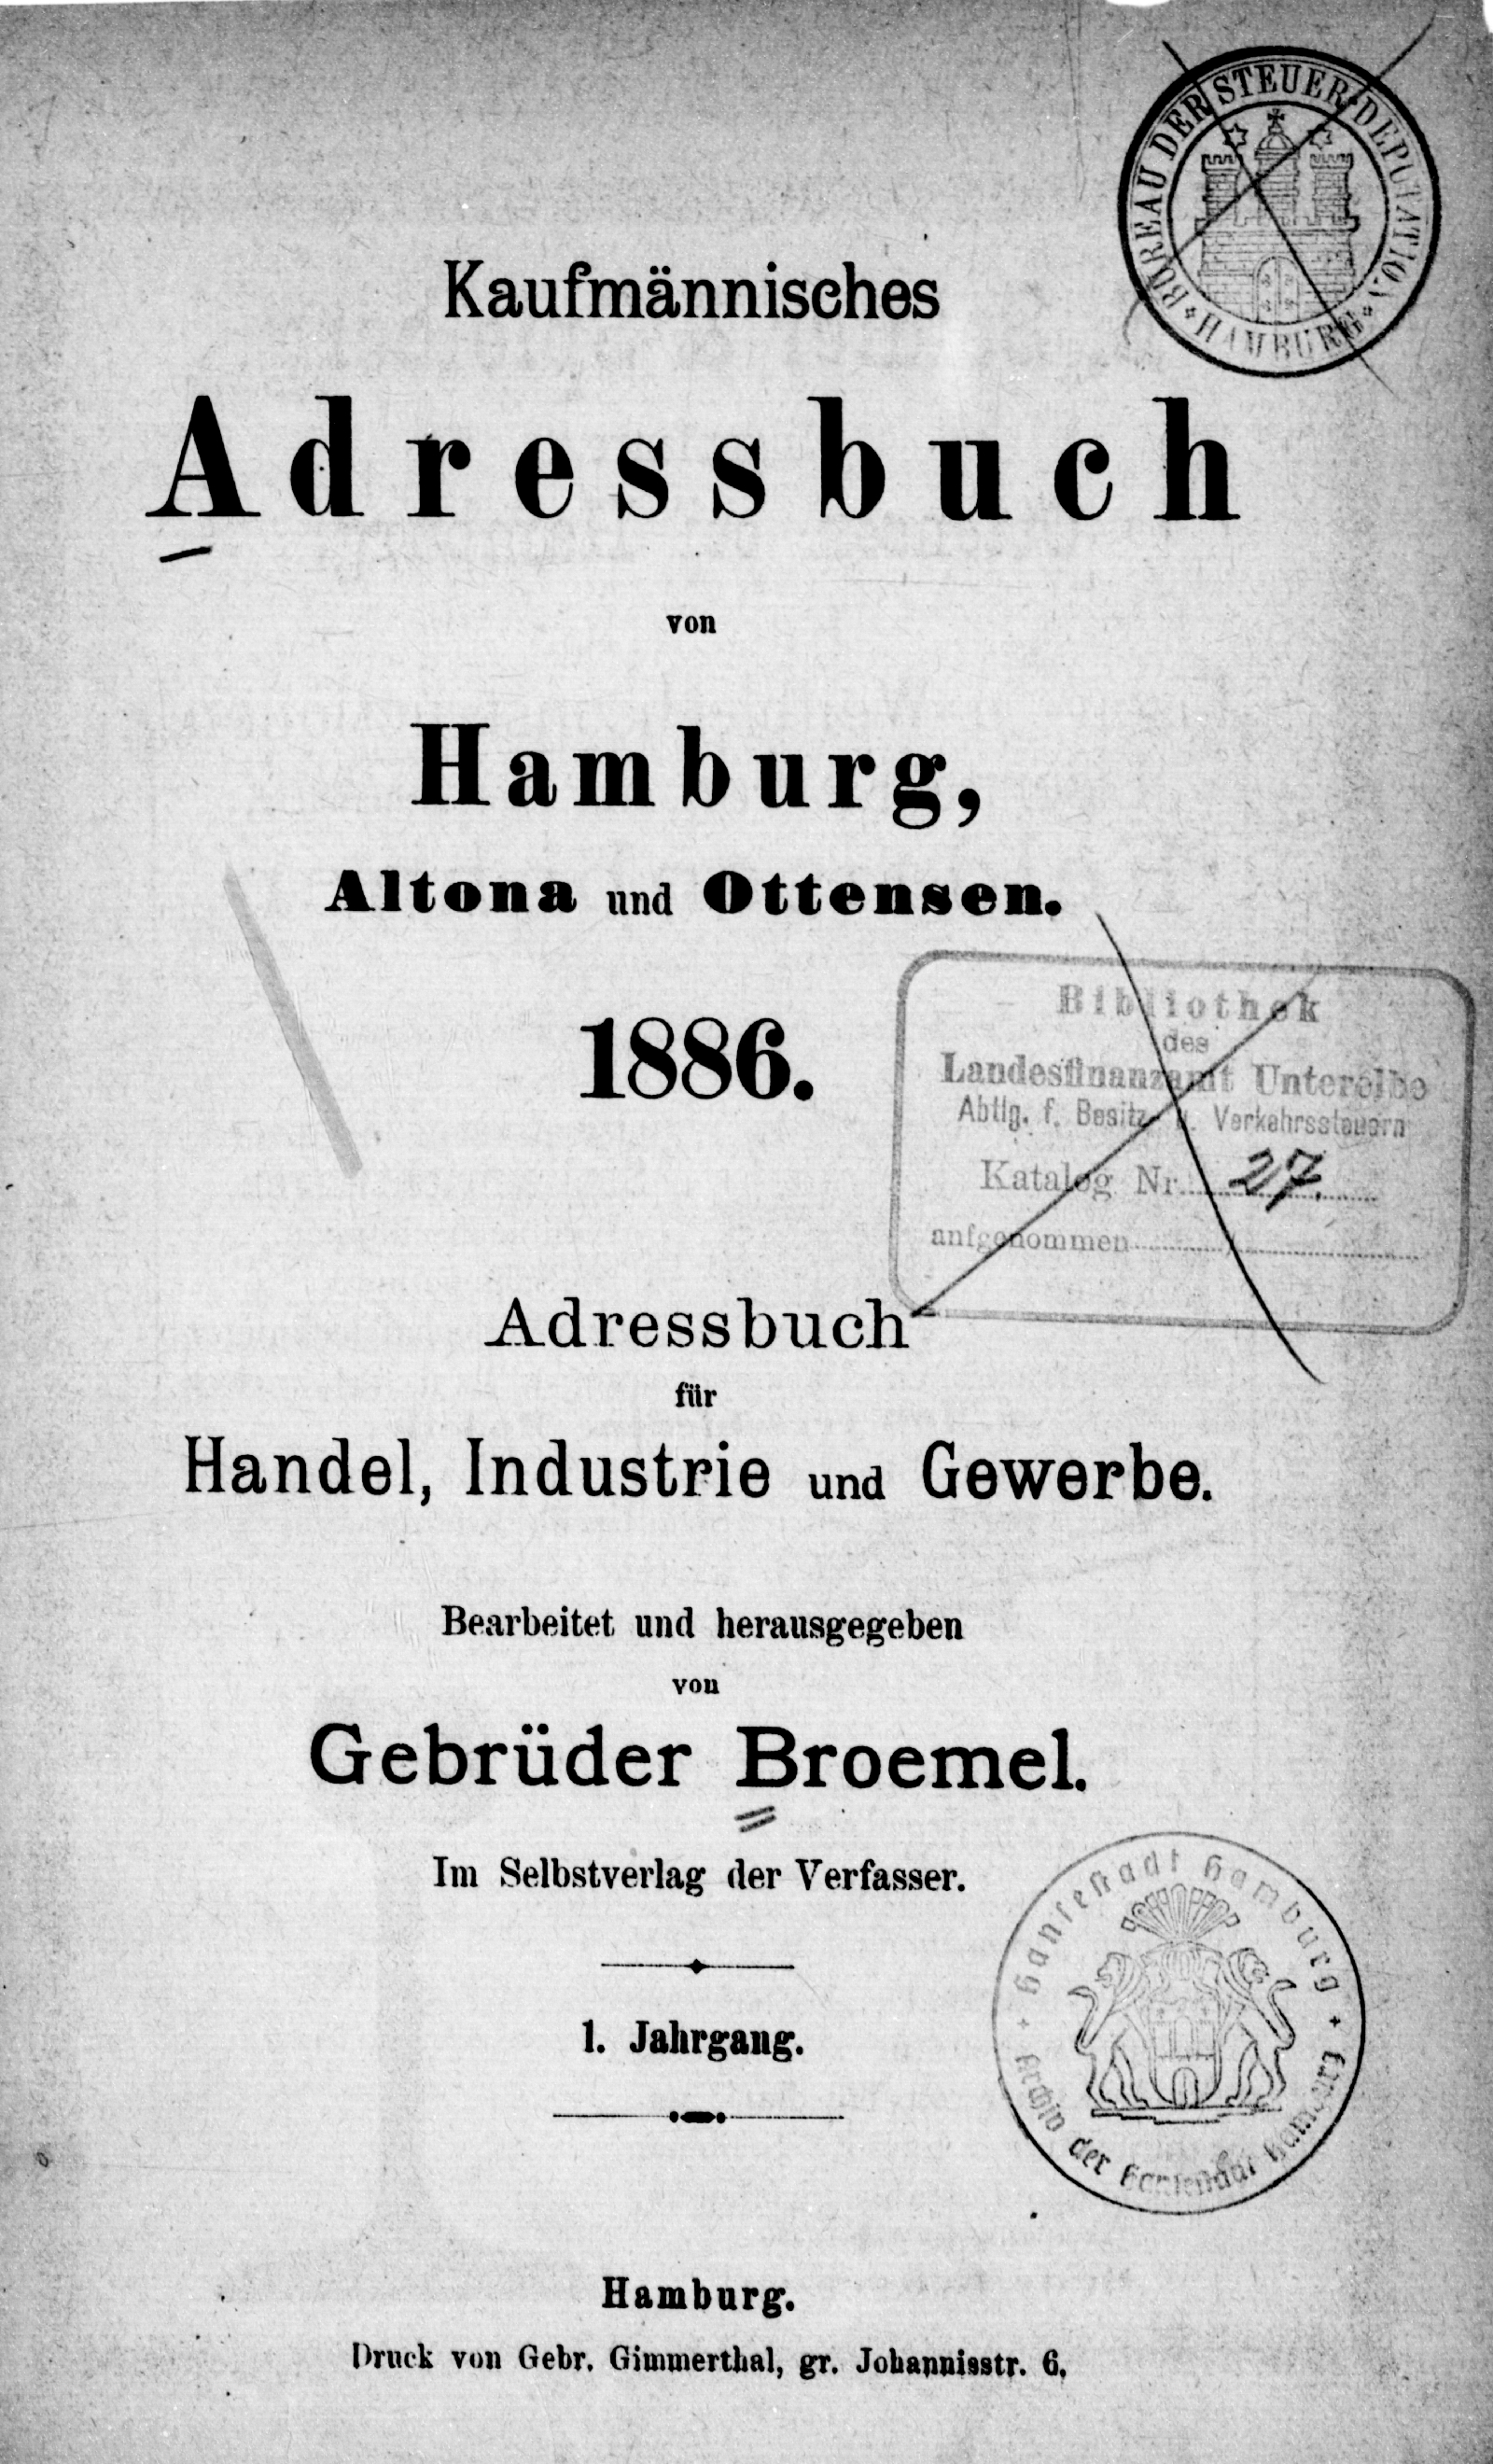 BUREAU DER STEUER-DEPUTATION
HAMBURG
Kaufmännisches
Adressbuch
von
Hamburg,
Altona und Ottensen.
1886.
Bibliothek
des
Landesfinanzamt Unterelbe
Abtlg. f. Besitz- u. Verkehrssteuern
Katalog Nr. 27.
aufgenommen
Adressbuch
für
Handel, Industrie und Gewerbe.
Bearbeitet und herausgegeben
von
Gebrüder Broemel.
Im Selbstverlag der Verfasser.
1. Jahrgang.
Hansestadt Hamburg
Archiv der Hansestadt Hamburg
Hamburg.
Druck von Gebr. Gimmerthal, gr. Johannisstr. 6.